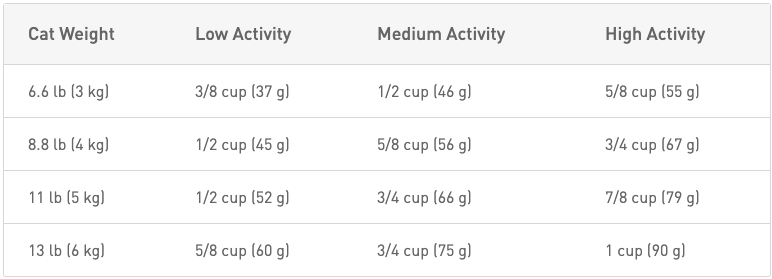 Cat Weight Low Activity Medium Activity High Activity
6.6 lb (3 kg) 3/8 cup (37 g) 1/2 cup (46 g) 5/8 cup (55 g)
8.8 lb (4 kg) 1/2 cup (45 g) 5/8 cup (56 g) 3/4 cup (67 g)
11 lb (5 kg) 1/2 cup (52 g) 3/4 cup (66 g) 7/8 cup (79 g)
13 lb (6 kg) 5/8 cup (60 g) 3/4 cup (75 g) 1 cup (90 g)